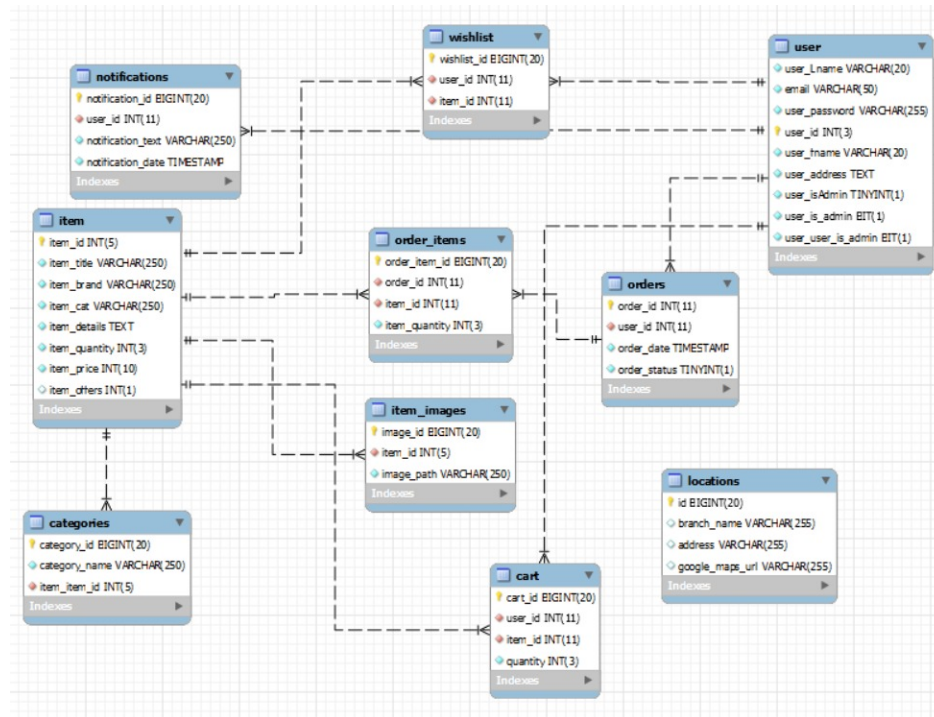 wishlist
wishlist_id BIGINT(20)
user_id INT(11)
item_id INT(11)
Indexes
user
user_Lname VARCHAR(20)
email VARCHAR(50)
user_password VARCHAR(255)
user_id INT(3)
user_fname VARCHAR(20)
user_address TEXT
user_isAdmin TINYINT(1)
user_is_admin BIT(1)
user_user_is_admin BIT(1)
Indexes
notifications
notification_id BIGINT(20)
user_id INT(11)
notification_text VARCHAR(250)
notification_date TIMESTAMP
Indexes
item
item_id INT(5)
item_title VARCHAR(250)
item_brand VARCHAR(250)
item_cat VARCHAR(250)
item_details TEXT
item_quantity INT(3)
item_price INT(10)
item_offers INT(1)
Indexes
order_items
order_item_id BIGINT(20)
order_id INT(11)
item_id INT(11)
item_quantity INT(3)
Indexes
orders
order_id INT(11)
user_id INT(11)
order_date TIMESTAMP
order_status TINYINT(1)
Indexes
item_images
image_id BIGINT(20)
item_id INT(5)
image_path VARCHAR(250)
Indexes
locations
id BIGINT(20)
branch_name VARCHAR(255)
address VARCHAR(255)
google_maps_url VARCHAR(255)
Indexes
categories
category_id BIGINT(20)
category_name VARCHAR(250)
item_item_id INT(5)
Indexes
cart
cart_id BIGINT(20)
user_id INT(11)
item_id INT(11)
quantity INT(3)
Indexes